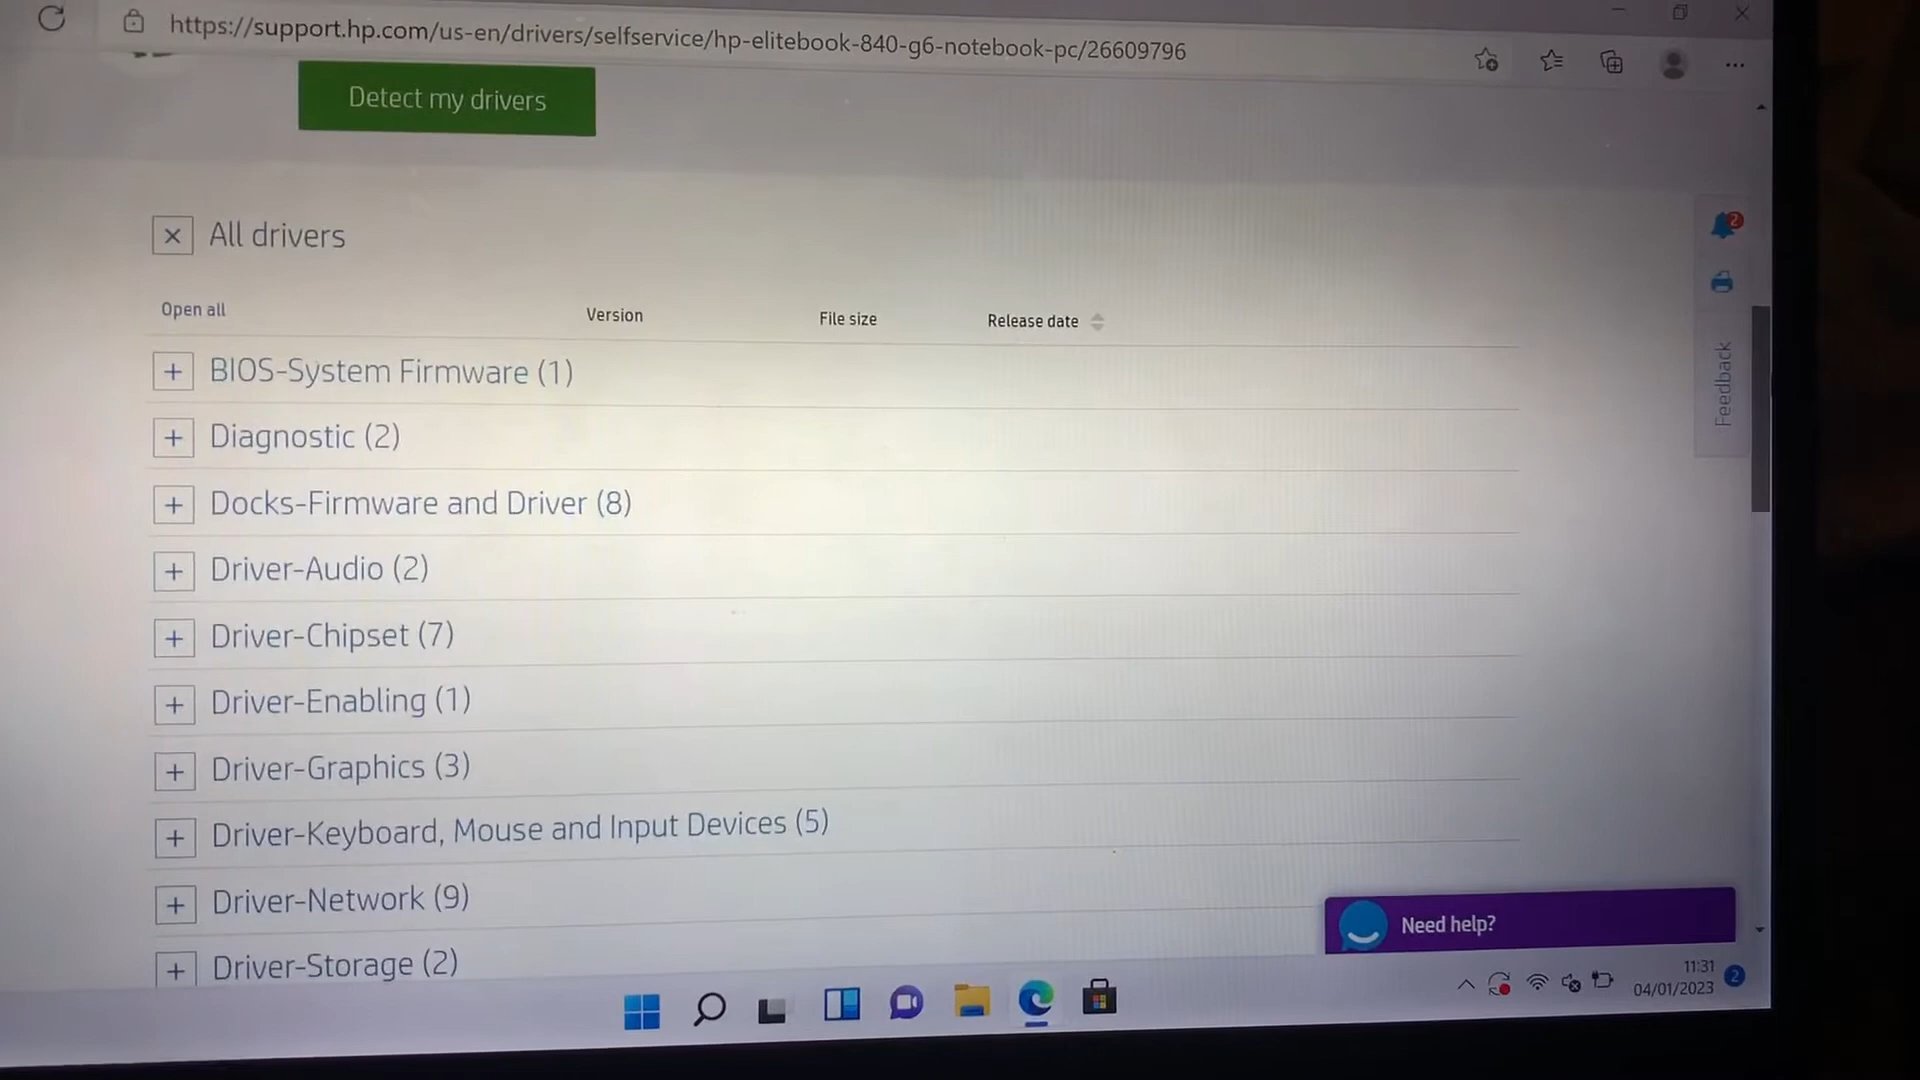 https://support.hp.com/us-en/drivers/selfservice/hp-elitebook-840-g6-notebook-pc/26609796
Detect my drivers
All drivers
Open all Version File size Release date
BIOS-System Firmware (1)
Diagnostic (2)
Docks-Firmware and Driver (8)
Driver-Audio (2)
Driver-Chipset (7)
Driver-Enabling (1)
Driver-Graphics (3)
Driver-Keyboard, Mouse and Input Devices (5)
Driver-Network (9)
Driver-Storage (2)
2
Feedback
Need help?
11:31
04/01/2023
2